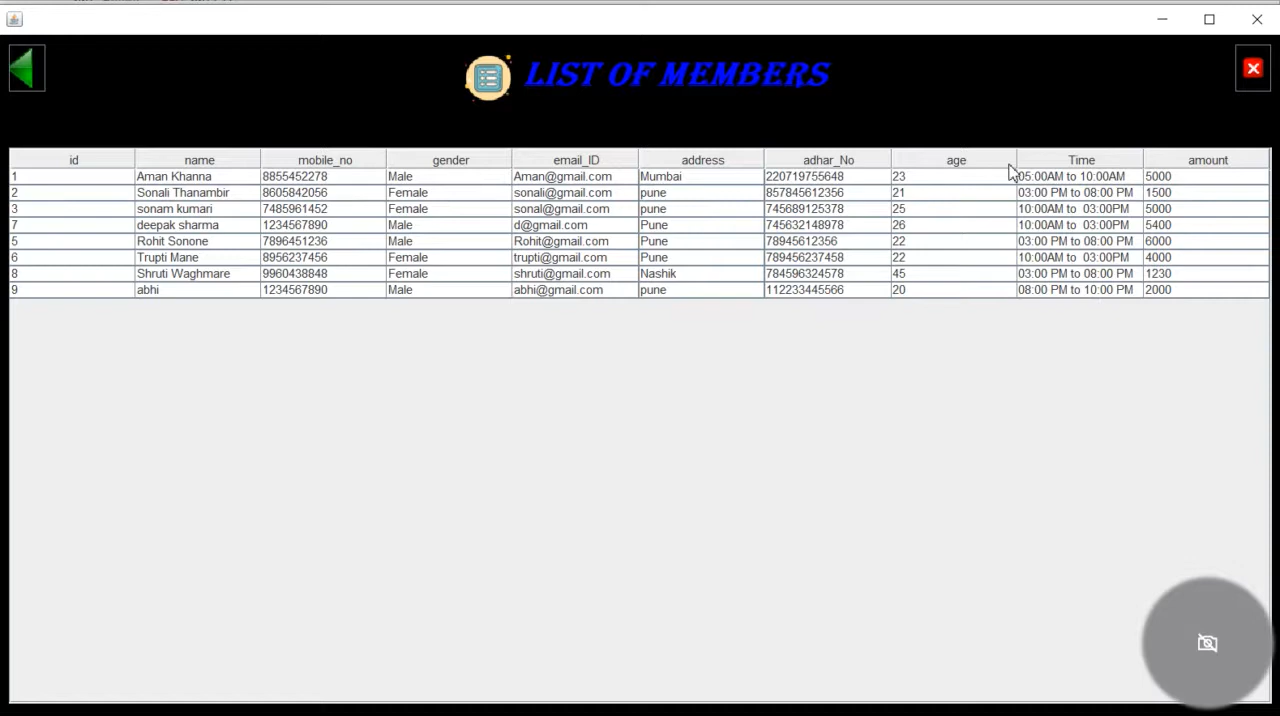 LIST OF MEMBERS
id name mobile_no gender email_ID address adhar_No age Time amount
1 Aman Khanna 8855452278 Male Aman@gmail.com Mumbai 220719755648 23 05:00AM to 10:00AM 5000
2 Sonali Thanambir 8605842056 Female sonali@gmail.com pune 857845612356 21 03:00 PM to 08:00 PM 1500
3 sonam kumari 7485961452 Female sonal@gmail.com pune 745689125378 25 10:00AM to  03:00PM 5000
7 deepak sharma 1234567890 Male d@gmail.com Pune 745632148978 26 10:00AM to  03:00PM 5400
5 Rohit Sonone 7896451236 Male Rohit@gmail.com Pune 78945612356 22 03:00 PM to 08:00 PM 6000
6 Trupti Mane 8956237456 Female trupti@gmail.com Pune 789456237458 22 10:00AM to  03:00PM 4000
8 Shruti Waghmare 9960438848 Female shruti@gmail.com Nashik 784596324578 45 03:00 PM to 08:00 PM 1230
9 abhi 1234567890 Male abhi@gmail.com pune 112233445566 20 08:00 PM to 10:00 PM 2000